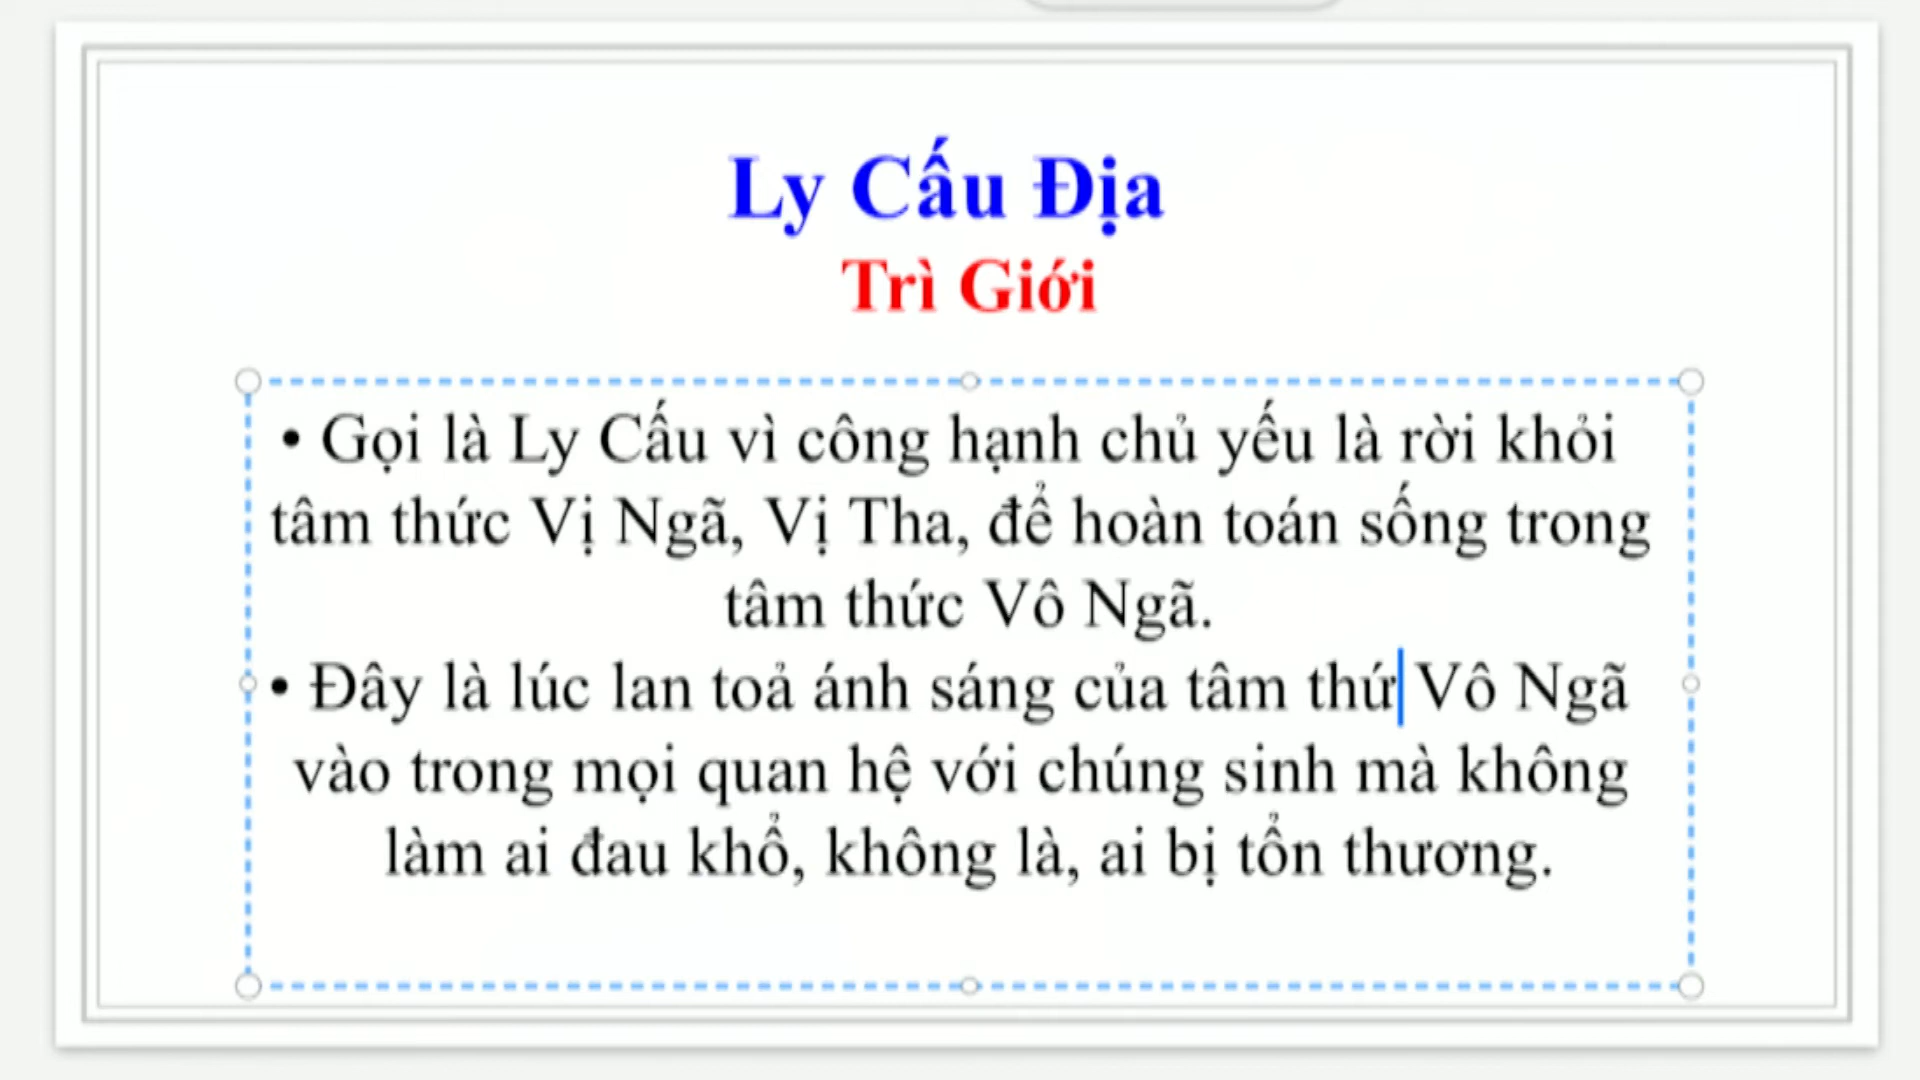 Ly Cấu Địa
Trì Giới
• Gọi là Ly Cấu vì công hạnh chủ yếu là rời khỏi
tâm thức Vị Ngã, Vị Tha, để hoàn toán sống trong
tâm thức Vô Ngã.
• Đây là lúc lan toả ánh sáng của tâm thứ Vô Ngã
vào trong mọi quan hệ với chúng sinh mà không
làm ai đau khổ, không là, ai bị tổn thương.